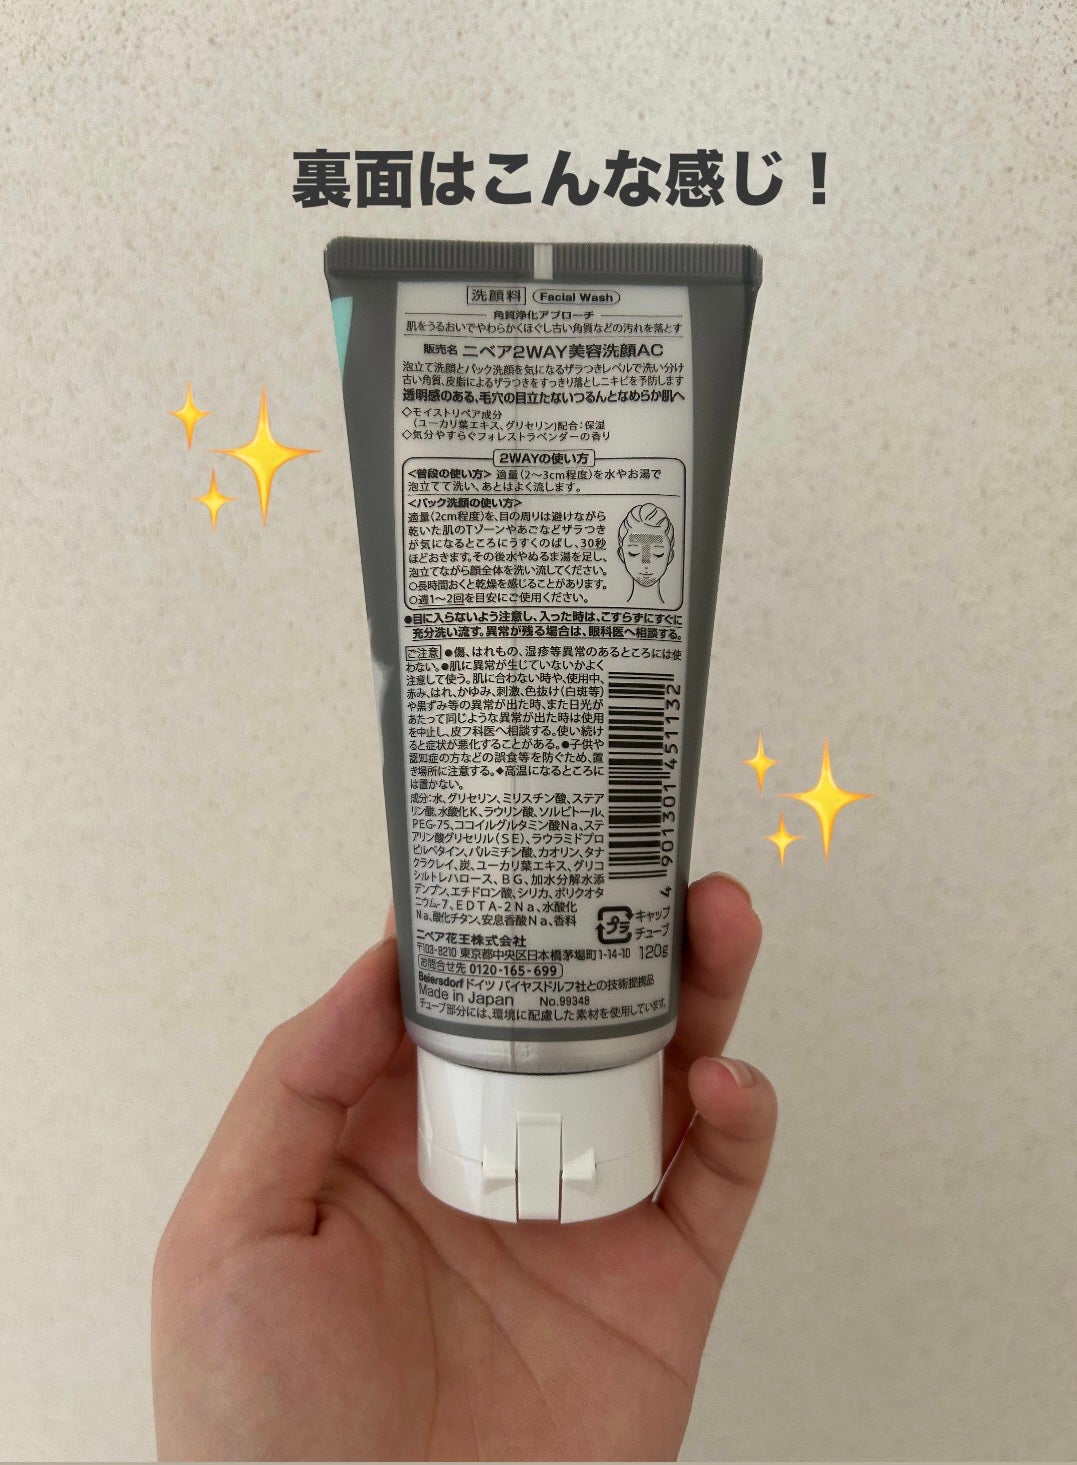 裏面はこんな感じ！
洗顔料 Facial Wash
角質浄化アプローチ
肌をうるおいでやわらかくほぐし古い角質などの汚れを落とす
販売名 ニベア2WAY美容洗顔AC
泡立て洗顔とパック洗顔を気になるザラつきレベルで洗い分け
古い角質、皮脂によるザラつきをすっきり落としニキビを予防します
透明感のある、毛穴の目立たないつるんとなめらか肌へ
◇モイストリペア成分
（ユーカリ葉エキス、グリセリン）配合：保湿
◇気分やすらぐフォレストラベンダーの香り
2WAYの使い方
<普段の使い方> 適量（2〜3cm程度）を水やお湯で
泡立てて洗い、あとはよく流します。
<パック洗顔の使い方>
適量（2cm程度）を、目の周りは避けながら
乾いた肌のTゾーンやあごなどザラつき
が気になるところにうすくのばし、30秒
ほどおきます。その後水やぬるま湯を足し、
泡立てながら顔全体を洗い流してください。
○長時間おくと乾燥を感じることがあります。
○週1〜2回を目安にご使用ください。
●目に入らないよう注意し、入った時は、こすらずにすぐに
充分洗い流す。異常が残る場合は、眼科医へ相談する。
ご注意 ●傷、はれもの、湿疹等異常のあるところには使
わない。●肌に異常が生じていないかよく
注意して使う。肌に合わない時や、使用中、
赤み、はれ、かゆみ、刺激、色抜け（白斑等）
や黒ずみ等の異常が出た時、また日光が
あたって同じような異常が出た時は使用
を中止し、皮フ科医へ相談する。使い続け
ると症状が悪化することがある。●子供や
認知症の方などの誤食等を防ぐため、置
き場所に注意する。◆高温になるところに
は置かない。
成分：水、グリセリン、ミリスチン酸、ステア
リン酸、水酸化K、ラウリン酸、ソルビトール、
PEG-75、ココイルグルタミン酸Na、ステ
アリン酸グリセリル（SE）、ラウラミドプロ
ピルベタイン、パルミチン酸、カオリン、タナ
クラクレイ、炭、ユーカリ葉エキス、グリコ
シルトレハロース、BG、加水分解水添
デンプン、エチドロン酸、シリカ、ポリクオタ
ニウム-7、EDTA-2Na、水酸化
Na、酸化チタン、安息香酸Na、香料
4 901301 451132
プラ
キャップ
チューブ
ニベア花王株式会社
〒103-8210 東京都中央区日本橋茅場町1-14-10 120g
お問合せ先 0120-165-699
Beiersdorf ドイツ バイヤスドルフ社との技術提携品
Made in Japan No.99348
チューブ部分には、環境に配慮した素材を使用しています。